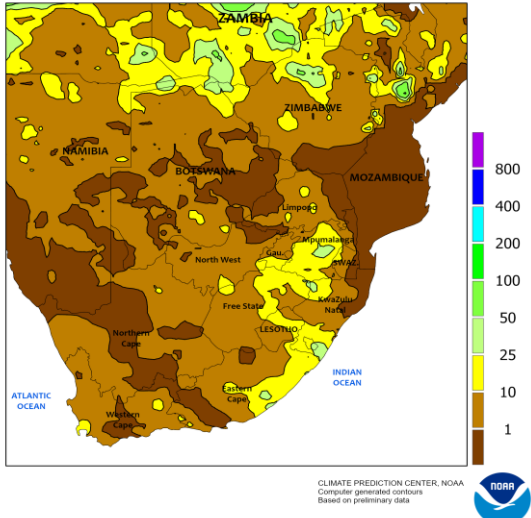 ZAMBIA
ZIMBABWE
NAMIBIA
BOTSWANA
MOZAMBIQUE
Limpopo
Mpumalanga
North West
Gau.
SWAZ.
Free State
KwaZulu
Natal
LESOTHO
Northern
Cape
Eastern
Cape
Western
Cape
ATLANTIC
OCEAN
INDIAN
OCEAN
800
400
200
100
50
25
10
1
CLIMATE PREDICTION CENTER, NOAA
Computer generated contours
Based on preliminary data
NOAA